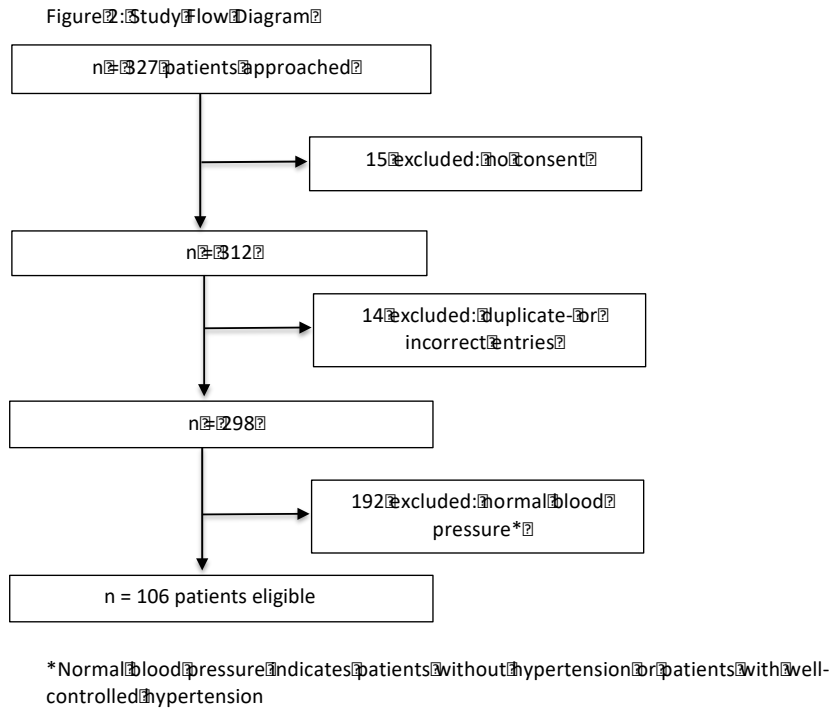 Figure 2: Study Flow Diagram
n = 327 patients approached
15 excluded: no consent
n = 312
14 excluded: duplicate- or
incorrect entries
n = 298
192 excluded: normal blood
pressure*
n = 106 patients eligible
*Normal blood pressure indicates patients without hypertension or patients with well-
controlled hypertension